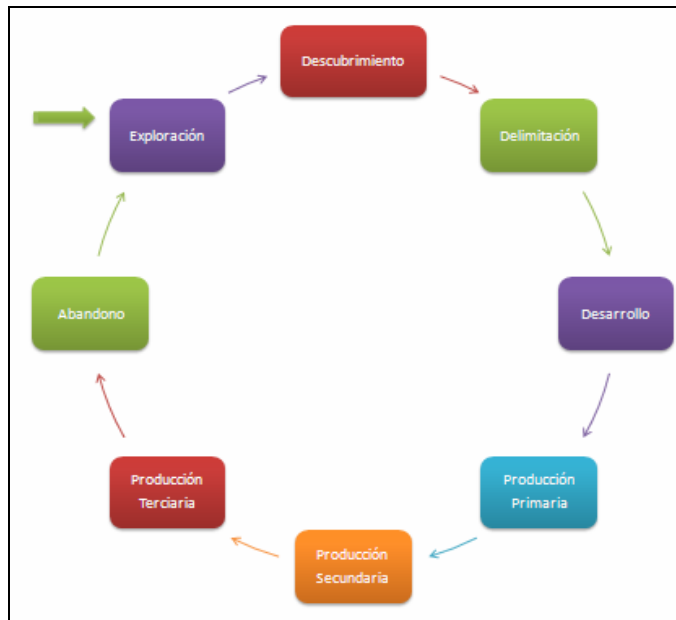 Descubrimiento
Exploración
Delimitación
Abandono
Desarrollo
Producción
Terciaria
Producción
Primaria
Producción
Secundaria